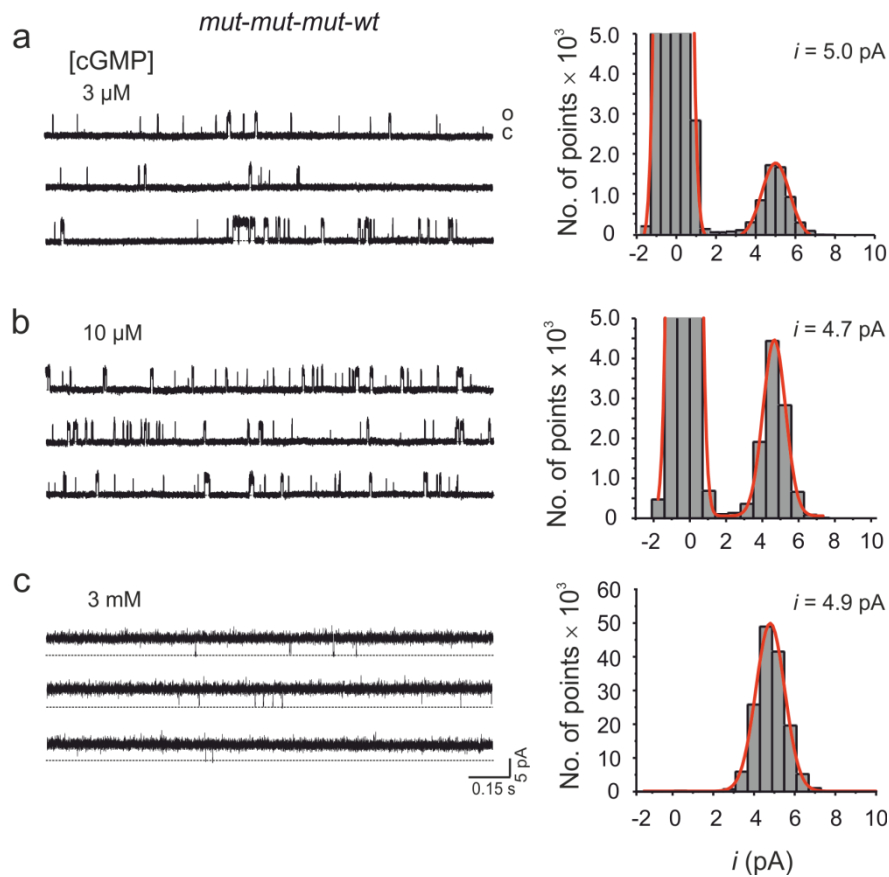 mut-mut-mut-wt
a
[cGMP]
3 μM
o
c
5.0
4.0
3.0
2.0
1.0
0
No. of points × 10³
i = 5.0 pA
-2 0 2 4 6 8 10
b
10 μM
5.0
4.0
3.0
2.0
1.0
0
No. of points x 10³
i = 4.7 pA
-2 0 2 4 6 8 10
c
3 mM
0.15 s
5 pA
60
50
40
30
20
10
0
No. of points × 10³
i = 4.9 pA
-2 0 2 4 6 8 10
i (pA)